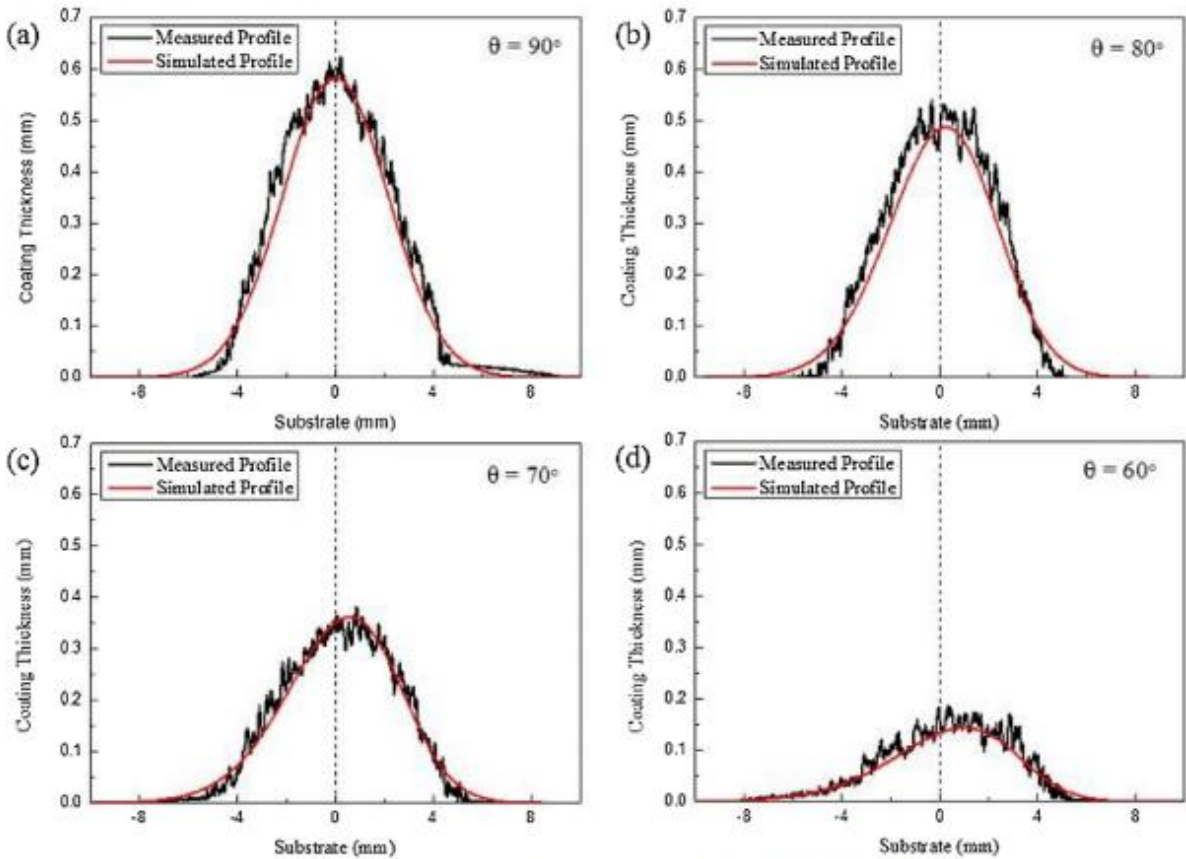 (a)
Measured Profile
Simulated Profile
θ = 90°
Coating Thickness (mm)
0.7
0.6
0.5
0.4
0.3
0.2
0.1
0.0
-8 -4 0 4 8
Substrate (mm)
(b)
Measured Profile
Simulated Profile
θ = 80°
Coating Thickness (mm)
0.7
0.6
0.5
0.4
0.3
0.2
0.1
0.0
-8 -4 0 4 8
Substrate (mm)
(c)
Measured Profile
Simulated Profile
θ = 70°
Coating Thickness (mm)
0.7
0.6
0.5
0.4
0.3
0.2
0.1
0.0
-8 -4 0 4 8
Substrate (mm)
(d)
Measured Profile
Simulated Profile
θ = 60°
Coating Thickness (mm)
0.7
0.6
0.5
0.4
0.3
0.2
0.1
0.0
-8 -4 0 4 8
Substrate (mm)